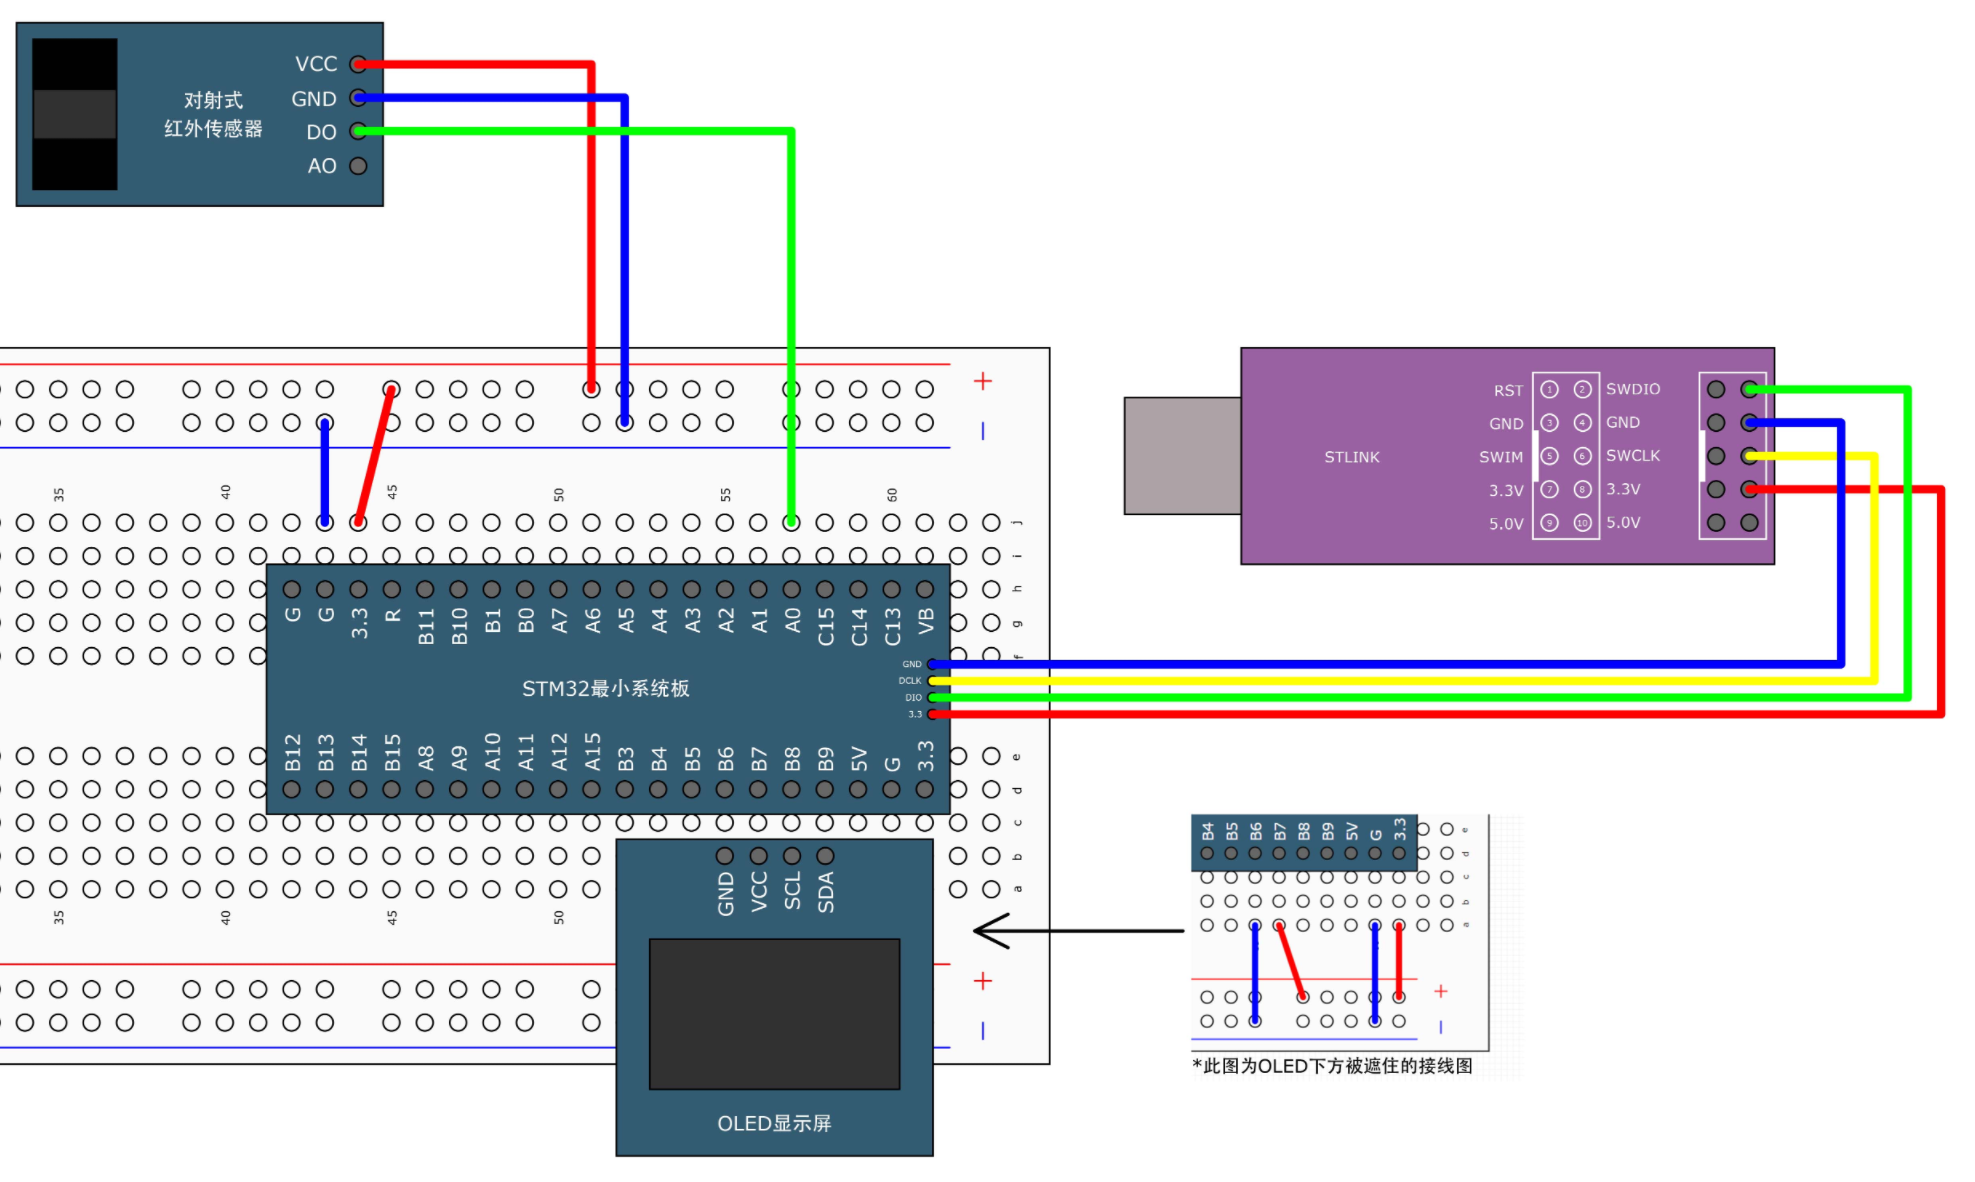 VCC
GND
DO
AO
对射式
红外传感器
+
−
35
40
45
50
55
60
j
i
h
g
f
G
G
3.3
R
B11
B10
B1
B0
A7
A6
A5
A4
A3
A2
A1
A0
C15
C14
C13
VB
GND
DCLK
DIO
3.3
STM32最小系统板
B12
B13
B14
B15
A8
A9
A10
A11
A12
A15
B3
B4
B5
B6
B7
B8
B9
5V
G
3.3
e
d
c
b
a
35
40
45
50
GND
VCC
SCL
SDA
+
−
OLED显示屏
STLINK
RST 1 2 SWDIO
GND 3 4 GND
SWIM 5 6 SWCLK
3.3V 7 8 3.3V
5.0V 9 10 5.0V
B4
B5
B6
B7
B8
B9
5V
G
3.3
e
d
c
b
a
+
−
*此图为OLED下方被遮住的接线图